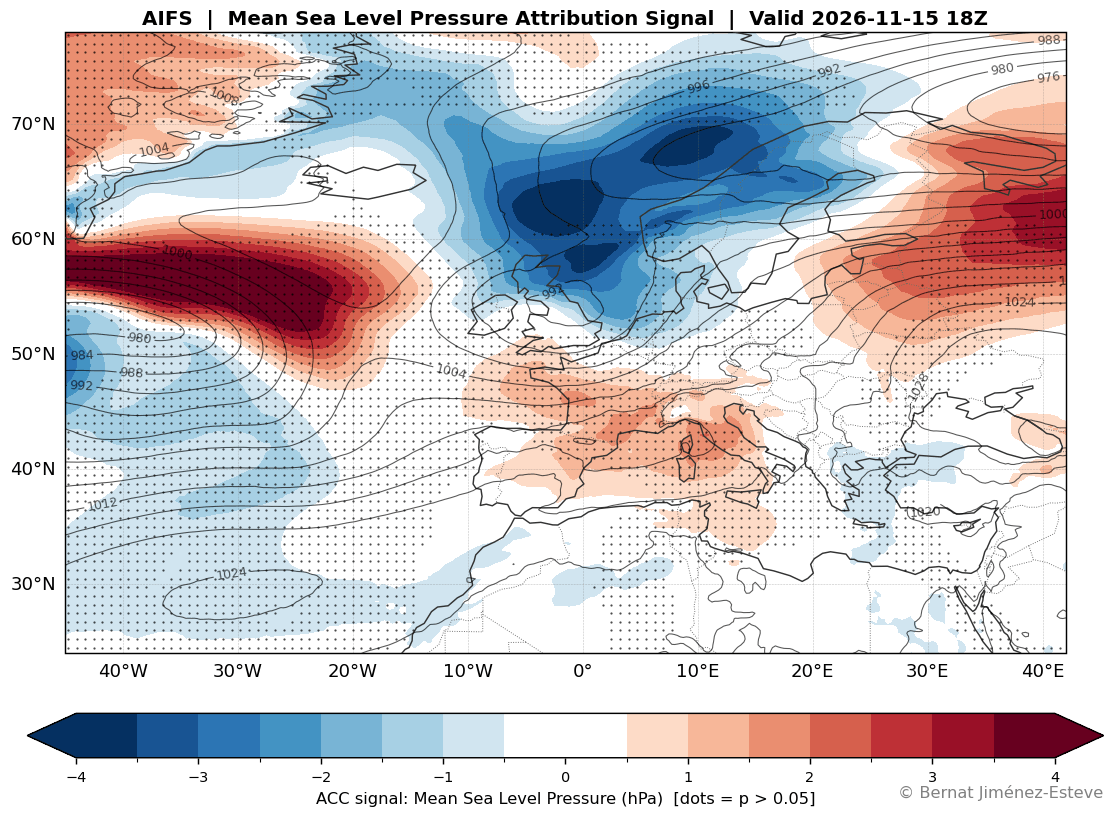 AIFS | Mean Sea Level Pressure Attribution Signal | Valid 2026-11-15 18Z
988
980
976
992
996
1008
70°N
1004
60°N
1000
1000
992
1024
980
50°N
984
988
992
1004
1028
40°N
1012
1020
30°N
1024
40°W 30°W 20°W 10°W 0° 10°E 20°E 30°E 40°E
−4 −3 −2 −1 0 1 2 3 4
ACC signal: Mean Sea Level Pressure (hPa) [dots = p > 0.05]
© Bernat Jiménez-Esteve